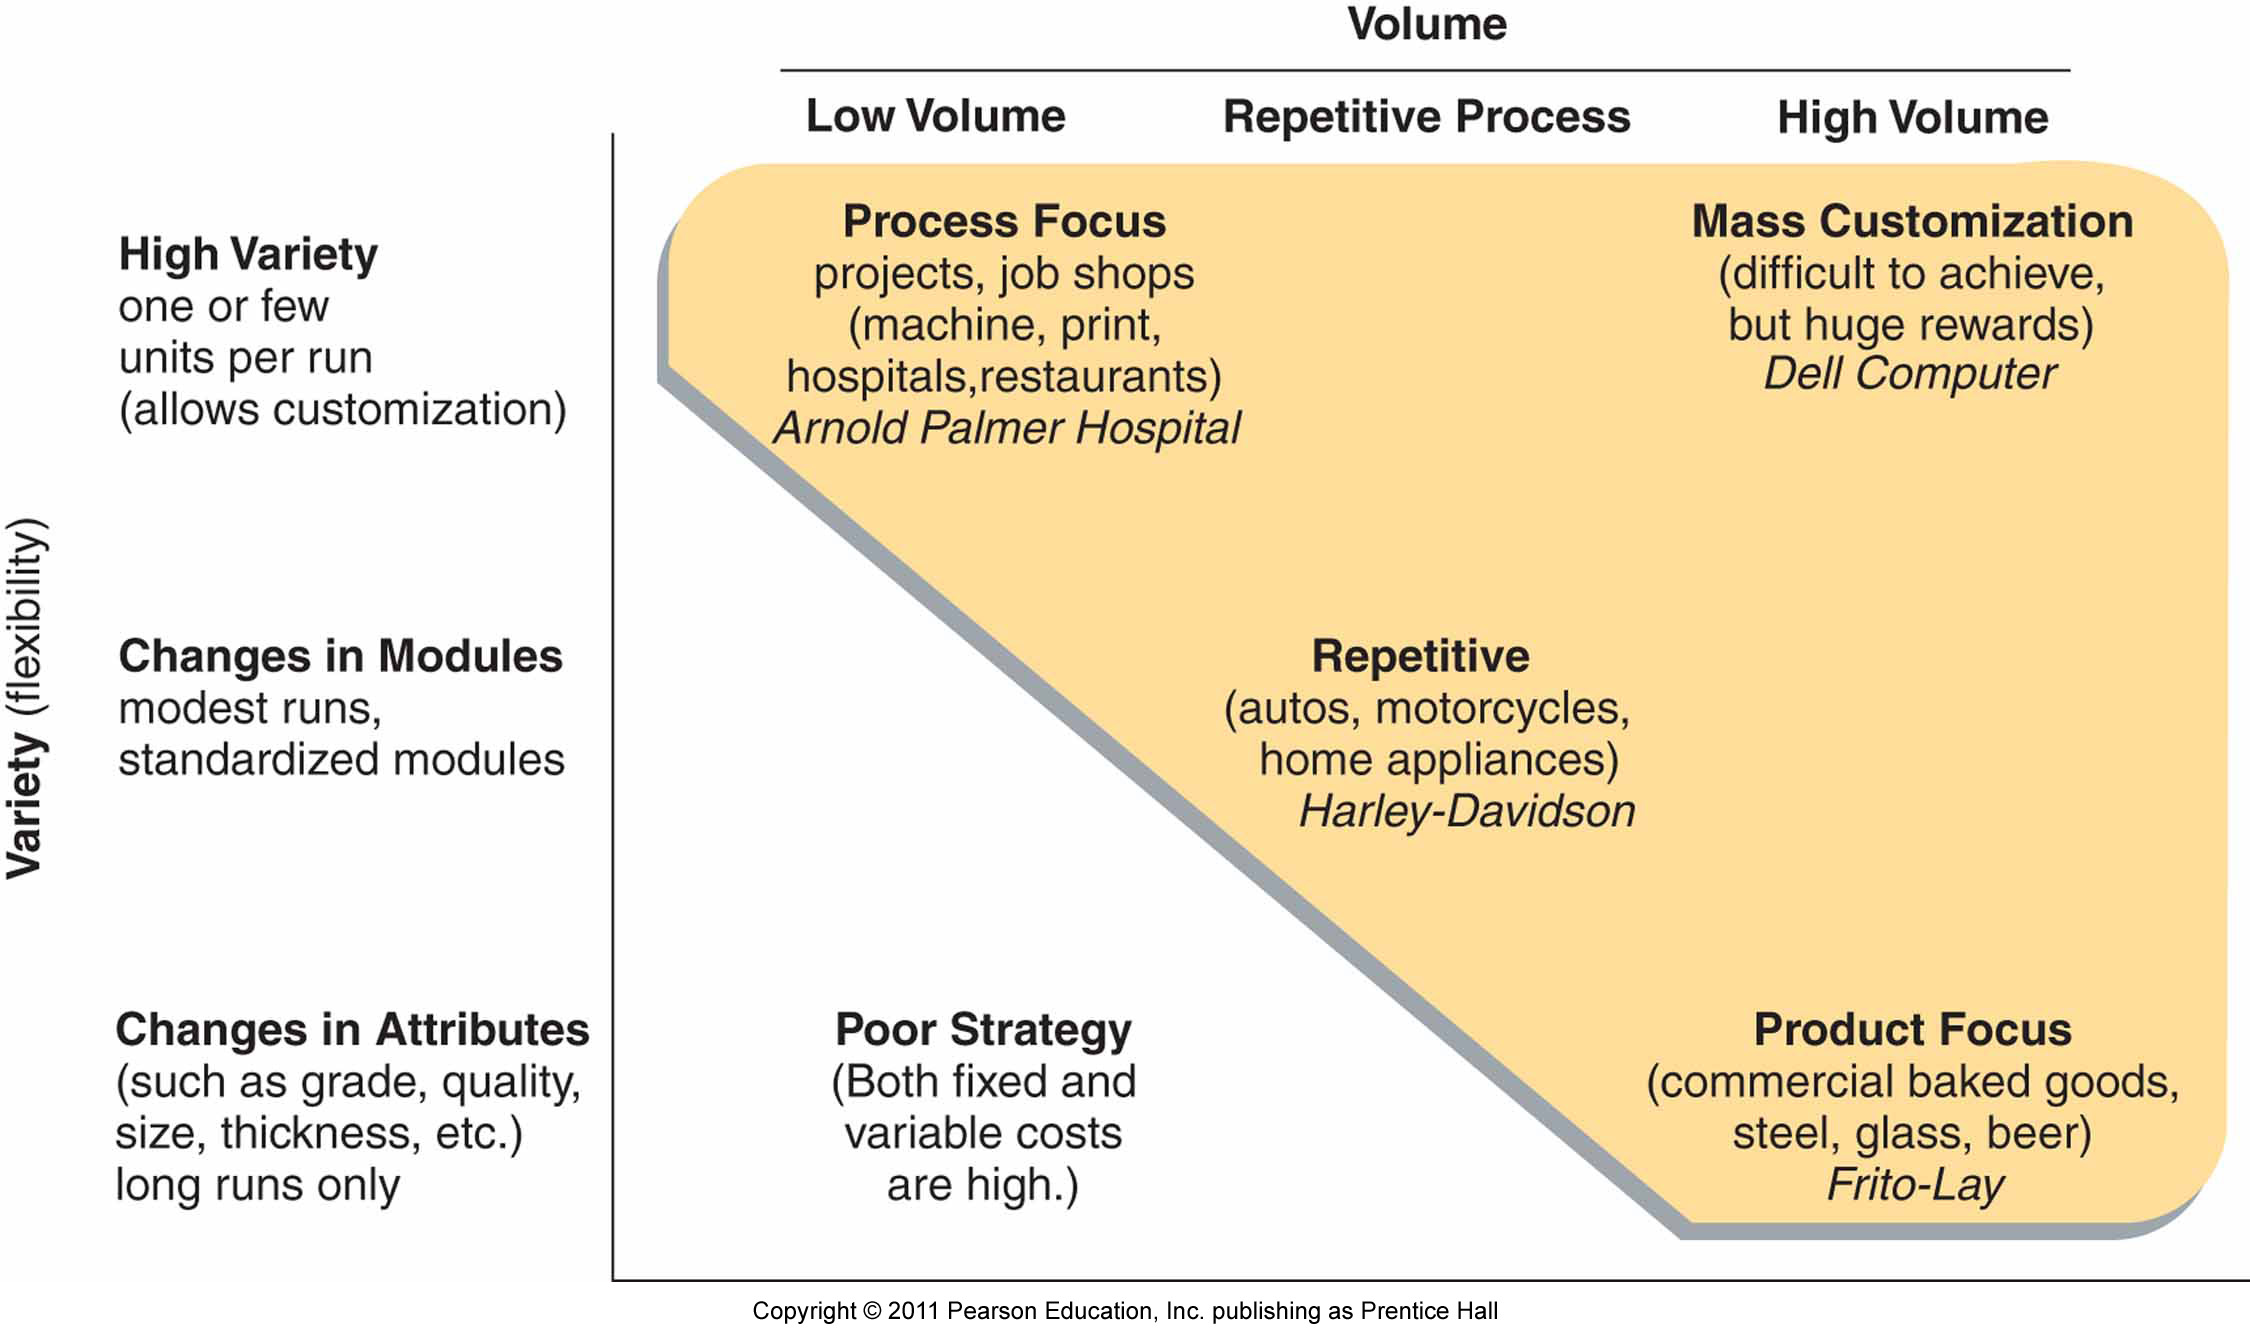 Volume
Low Volume
Repetitive Process
High Volume
Variety (flexibility)
High Variety
one or few
units per run
(allows customization)
Process Focus
projects, job shops
(machine, print,
hospitals,restaurants)
Arnold Palmer Hospital
Mass Customization
(difficult to achieve,
but huge rewards)
Dell Computer
Changes in Modules
modest runs,
standardized modules
Repetitive
(autos, motorcycles,
home appliances)
Harley-Davidson
Changes in Attributes
(such as grade, quality,
size, thickness, etc.)
long runs only
Poor Strategy
(Both fixed and
variable costs
are high.)
Product Focus
(commercial baked goods,
steel, glass, beer)
Frito-Lay
Copyright © 2011 Pearson Education, Inc. publishing as Prentice Hall